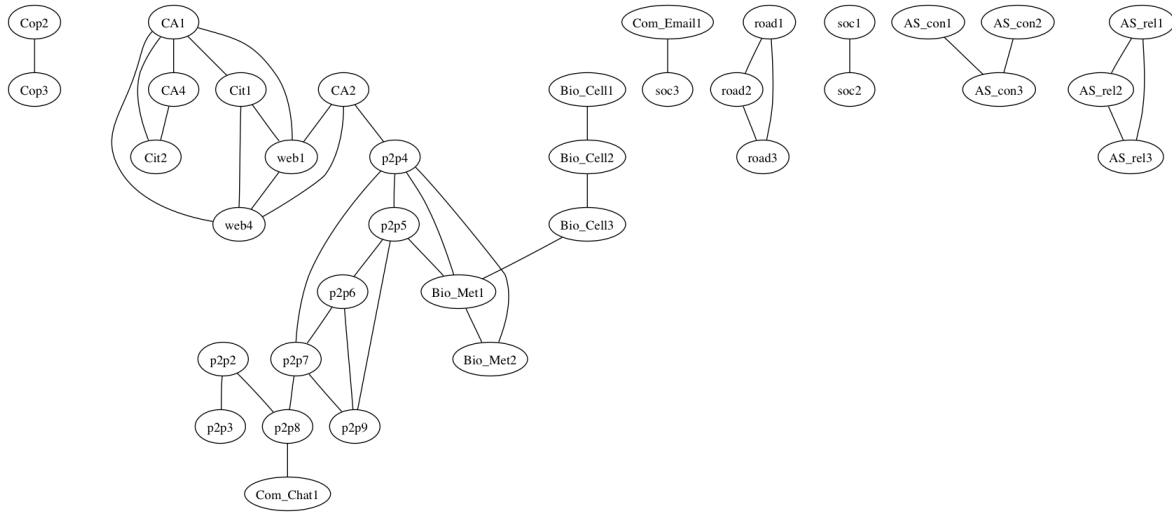 Cop2 CA1 Com_Email1 road1 soc1 AS_con1 AS_con2 AS_rel1
Cop3 CA4 Cit1 CA2 Bio_Cell1 soc3 road2 soc2 AS_con3 AS_rel2
Cit2 web1 p2p4 Bio_Cell2 road3 AS_rel3
web4 p2p5 Bio_Cell3
p2p6 Bio_Met1
p2p2 p2p7 Bio_Met2
p2p3 p2p8 p2p9
Com_Chat1